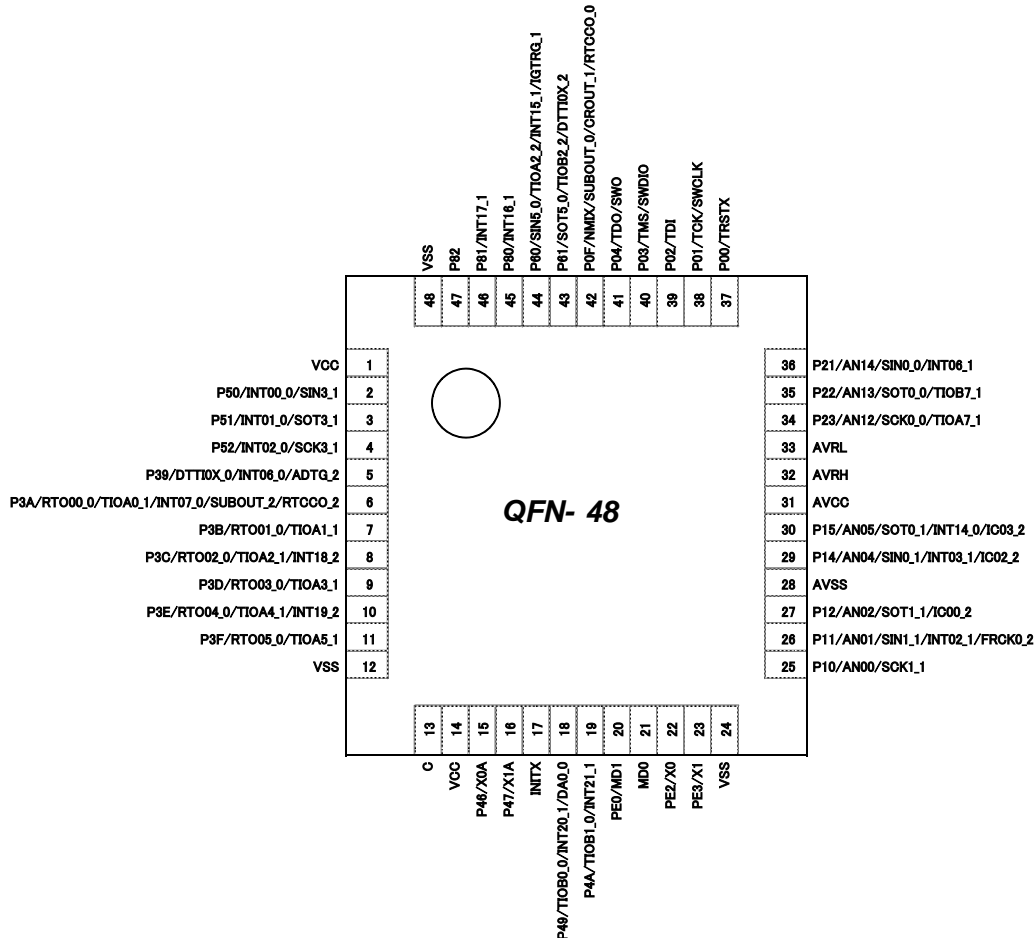 VSS
P82
P81/INT17_1
P80/INT16_1
P60/SIN5_0/TIOA2_2/INT15_1/IGTRG_1
P61/SOT5_0/TIOB2_2/DTTI0X_2
P0F/NMIX/SUBOUT_0/CROUT_1/RTCCO_0
P04/TDO/SWO
P03/TMS/SWDIO
P02/TDI
P01/TCK/SWCLK
P00/TRSTX
48
47
46
45
44
43
42
41
40
39
38
37
VCC 1
P50/INT00_0/SIN3_1 2
P51/INT01_0/SOT3_1 3
P52/INT02_0/SCK3_1 4
P39/DTTI0X_0/INT06_0/ADTG_2 5
P3A/RTO00_0/TIOA0_1/INT07_0/SUBOUT_2/RTCCO_2 6
P3B/RTO01_0/TIOA1_1 7
P3C/RTO02_0/TIOA2_1/INT18_2 8
P3D/RTO03_0/TIOA3_1 9
P3E/RTO04_0/TIOA4_1/INT19_2 10
P3F/RTO05_0/TIOA5_1 11
VSS 12
QFN- 48
36 P21/AN14/SIN0_0/INT06_1
35 P22/AN13/SOT0_0/TIOB7_1
34 P23/AN12/SCK0_0/TIOA7_1
33 AVRL
32 AVRH
31 AVCC
30 P15/AN05/SOT0_1/INT14_0/IC03_2
29 P14/AN04/SIN0_1/INT03_1/IC02_2
28 AVSS
27 P12/AN02/SOT1_1/IC00_2
26 P11/AN01/SIN1_1/INT02_1/FRCK0_2
25 P10/AN00/SCK1_1
13
14
15
16
17
18
19
20
21
22
23
24
C
VCC
P46/X0A
P47/X1A
INITX
P49/TIOB0_0/INT20_1/DA0_0
P4A/TIOB1_0/INT21_1
PE0/MD1
MD0
PE2/X0
PE3/X1
VSS